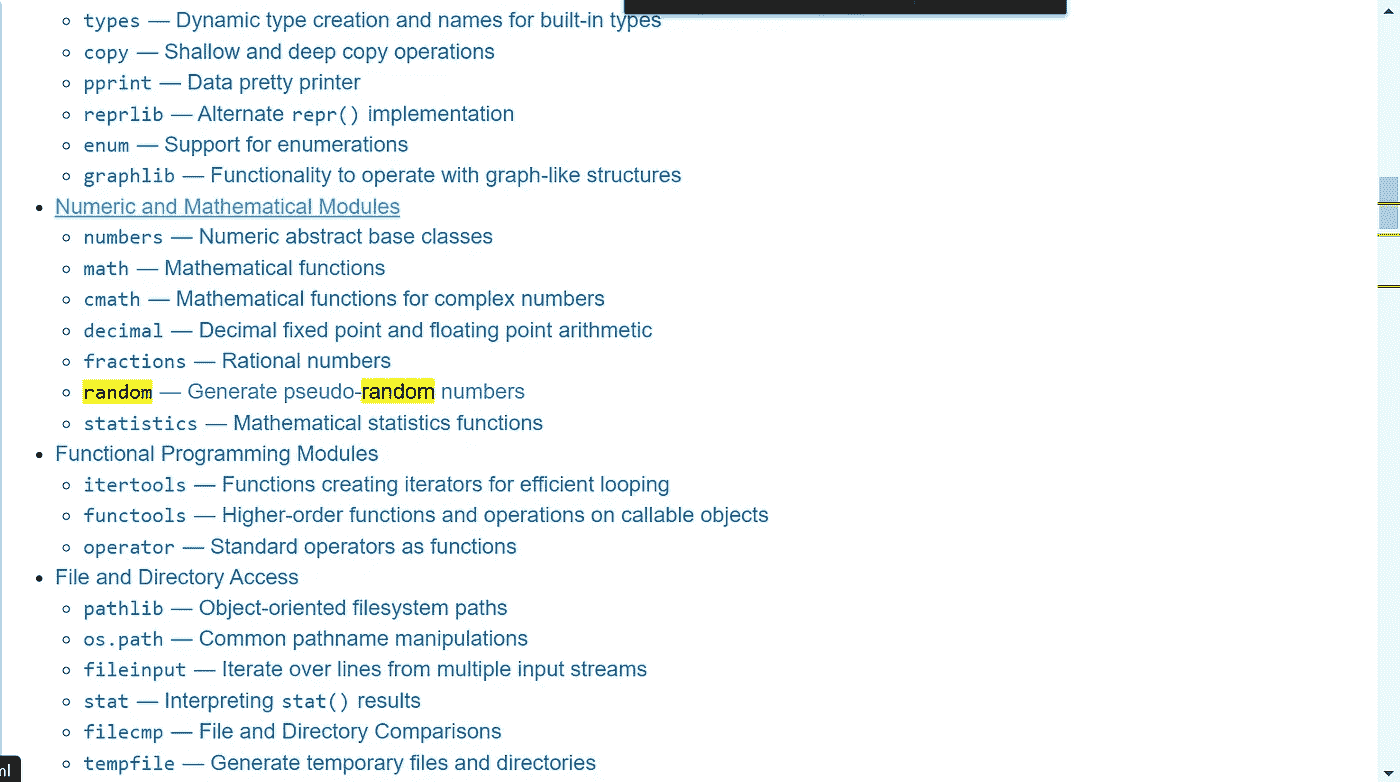 types — Dynamic type creation and names for built-in types
copy — Shallow and deep copy operations
pprint — Data pretty printer
reprlib — Alternate repr() implementation
enum — Support for enumerations
graphlib — Functionality to operate with graph-like structures
Numeric and Mathematical Modules
numbers — Numeric abstract base classes
math — Mathematical functions
cmath — Mathematical functions for complex numbers
decimal — Decimal fixed point and floating point arithmetic
fractions — Rational numbers
random — Generate pseudo-random numbers
statistics — Mathematical statistics functions
Functional Programming Modules
itertools — Functions creating iterators for efficient looping
functools — Higher-order functions and operations on callable objects
operator — Standard operators as functions
File and Directory Access
pathlib — Object-oriented filesystem paths
os.path — Common pathname manipulations
fileinput — Iterate over lines from multiple input streams
stat — Interpreting stat() results
filecmp — File and Directory Comparisons
tempfile — Generate temporary files and directories
ml